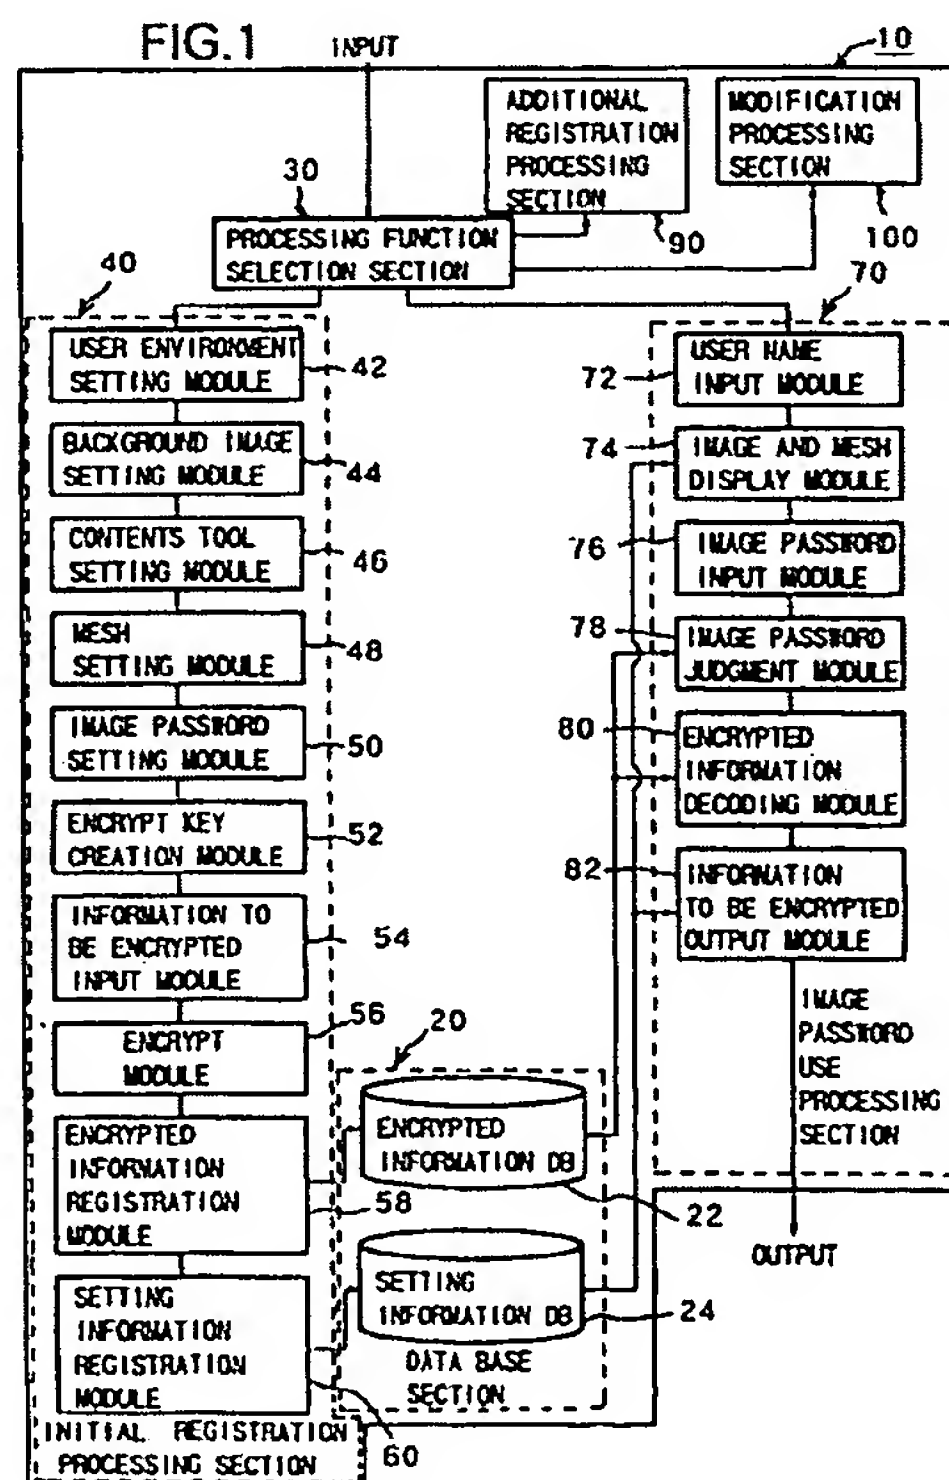 FIG.1
INPUT
10
ADDITIONAL
REGISTRATION
PROCESSING
SECTION
90
MODIFICATION
PROCESSING
SECTION
100
30
PROCESSING FUNCTION
SELECTION SECTION
40
USER ENVIRONMENT
SETTING MODULE
42
BACKGROUND IMAGE
SETTING MODULE
44
CONTENTS TOOL
SETTING MODULE
46
MESH
SETTING MODULE
48
IMAGE PASSWORD
SETTING MODULE
50
ENCRYPT KEY
CREATION MODULE
52
INFORMATION TO
BE ENCRYPTED
INPUT MODULE
54
ENCRYPT
MODULE
56
ENCRYPTED
INFORMATION
REGISTRATION
MODULE
58
SETTING
INFORMATION
REGISTRATION
MODULE
60
INITIAL REGISTRATION
PROCESSING SECTION
20
ENCRYPTED
INFORMATION DB
22
SETTING
INFORMATION DB
24
DATA BASE
SECTION
70
USER NAME
INPUT MODULE
72
IMAGE AND MESH
DISPLAY MODULE
74
IMAGE PASSWORD
INPUT MODULE
76
IMAGE PASSWORD
JUDGMENT MODULE
78
ENCRYPTED
INFORMATION
DECODING MODULE
80
INFORMATION
TO BE ENCRYPTED
OUTPUT MODULE
82
IMAGE
PASSWORD
USE
PROCESSING
SECTION
OUTPUT